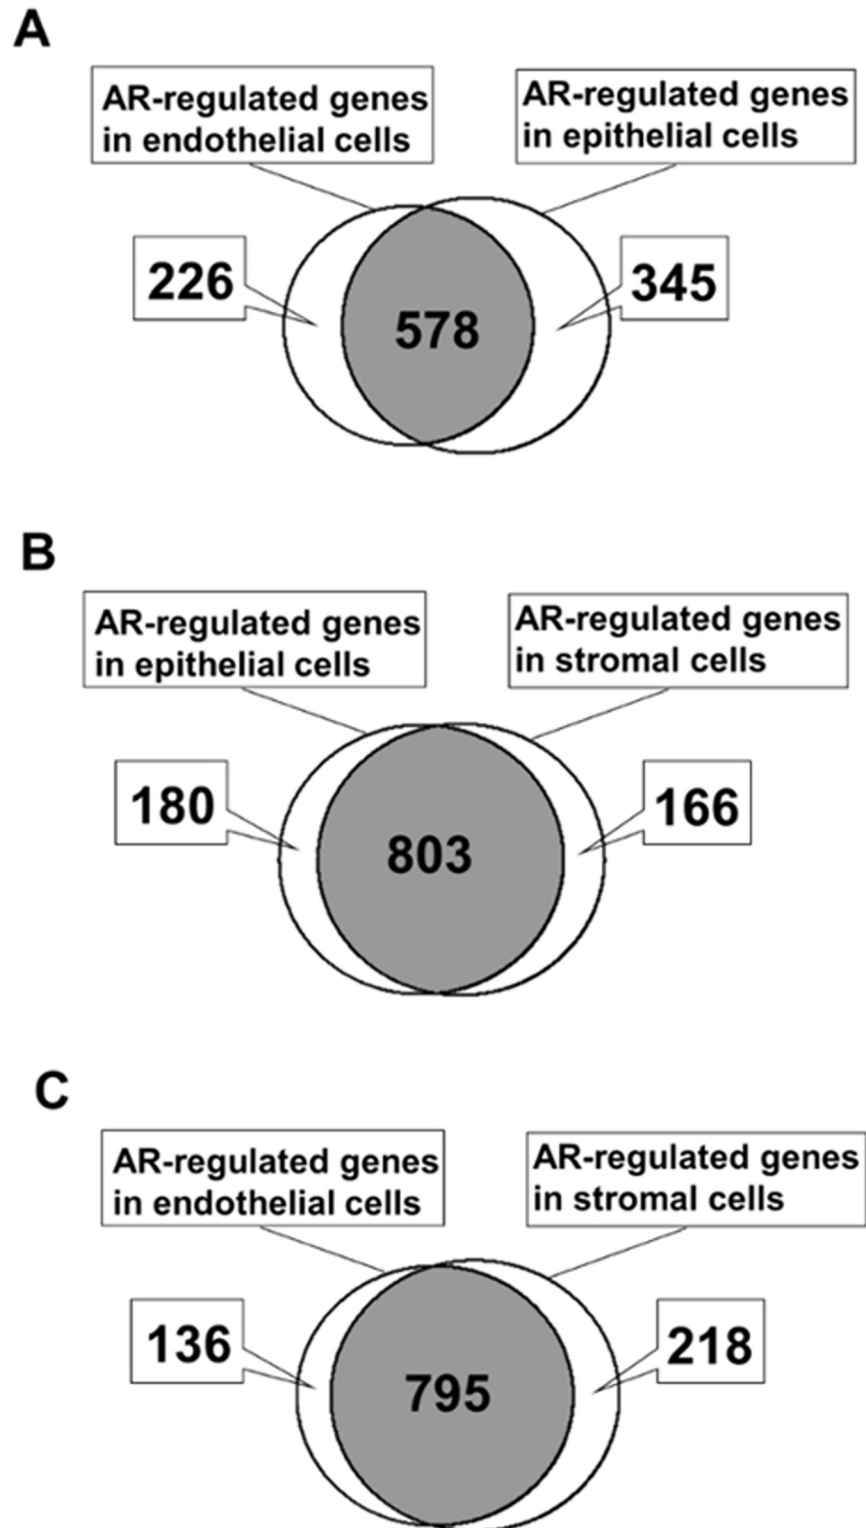 A
AR-regulated genes
in endothelial cells
AR-regulated genes
in epithelial cells
226
578
345
B
AR-regulated genes
in epithelial cells
AR-regulated genes
in stromal cells
180
803
166
C
AR-regulated genes
in endothelial cells
AR-regulated genes
in stromal cells
136
795
218